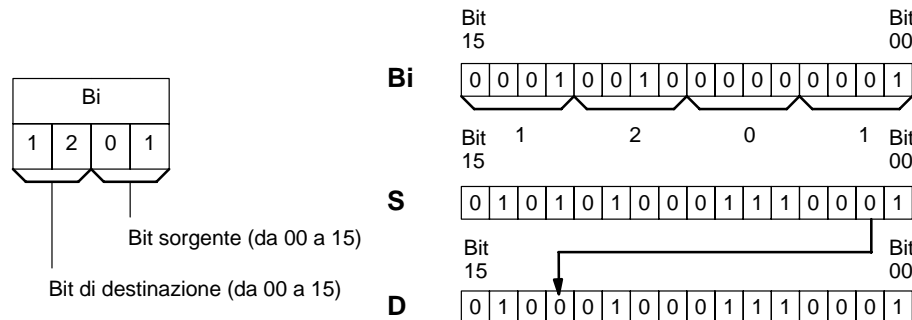 Bi
1 2 0 1
Bit sorgente (da 00 a 15)
Bit di destinazione (da 00 a 15)
Bit 15
Bit 00
Bi
0 0 0 1 0 0 1 0 0 0 0 0 0 0 0 1
1 2 0 1
Bit 15
Bit 00
S
0 1 0 1 0 1 0 0 0 1 1 1 0 0 0 1
Bit 15
Bit 00
D
0 1 0 0 0 1 0 0 0 1 1 1 0 0 0 1